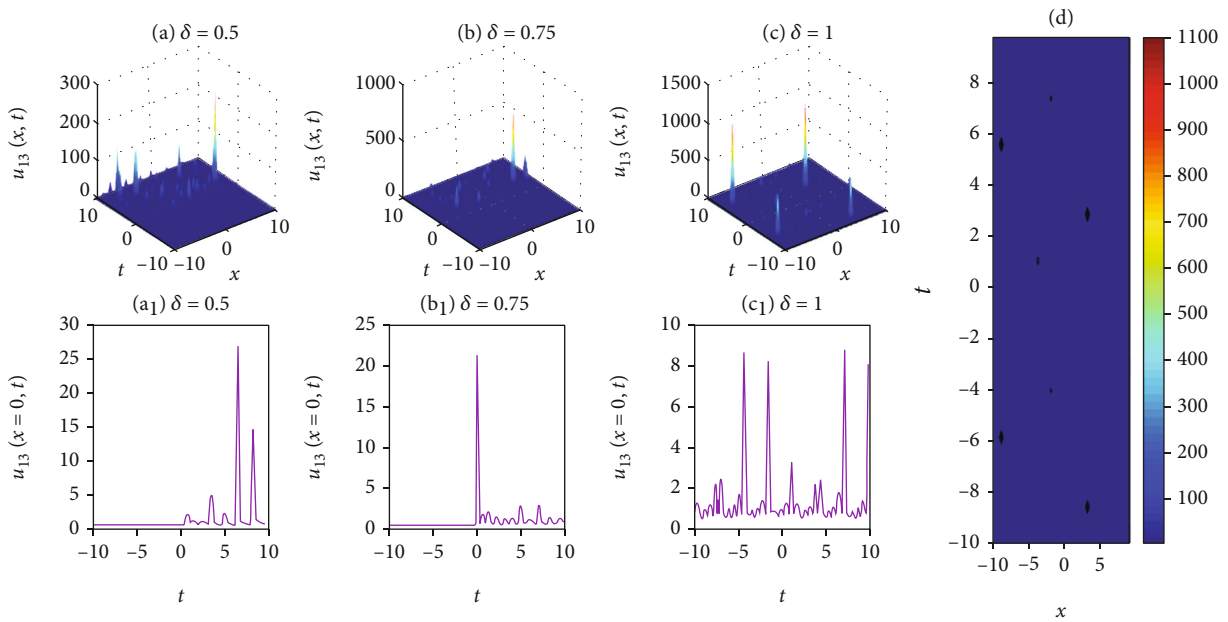 (a) δ = 0.5
300
200
100
0
10
0
–10
–10
0
10
u13 (x, t)
t
x
(b) δ = 0.75
1000
500
0
10
0
–10
–10
0
10
u13 (x, t)
t
x
(c) δ = 1
1500
1000
500
0
10
0
–10
–10
0
10
u13 (x, t)
t
x
(a1) δ = 0.5
30
25
20
15
10
5
0
–10 –5 0 5 10
u13 (x = 0, t)
t
(b1) δ = 0.75
25
20
15
10
5
0
–10 –5 0 5 10
u13 (x = 0, t)
t
(c1) δ = 1
10
8
6
4
2
0
–10 –5 0 5 10
u13 (x = 0, t)
t
(d)
8
6
4
2
0
–2
–4
–6
–8
–10
–10 –5 0 5
t
x
1100
1000
900
800
700
600
500
400
300
200
100